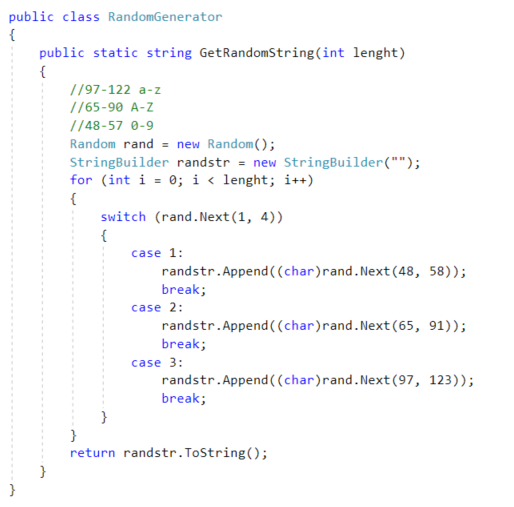 public class RandomGenerator
{
    public static string GetRandomString(int lenght)
    {
        //97-122 a-z
        //65-90 A-Z
        //48-57 0-9
        Random rand = new Random();
        StringBuilder randstr = new StringBuilder("");
        for (int i = 0; i < lenght; i++)
        {
            switch (rand.Next(1, 4))
            {
                case 1:
                    randstr.Append((char)rand.Next(48, 58));
                    break;
                case 2:
                    randstr.Append((char)rand.Next(65, 91));
                    break;
                case 3:
                    randstr.Append((char)rand.Next(97, 123));
                    break;
            }
        }
        return randstr.ToString();
    }
}